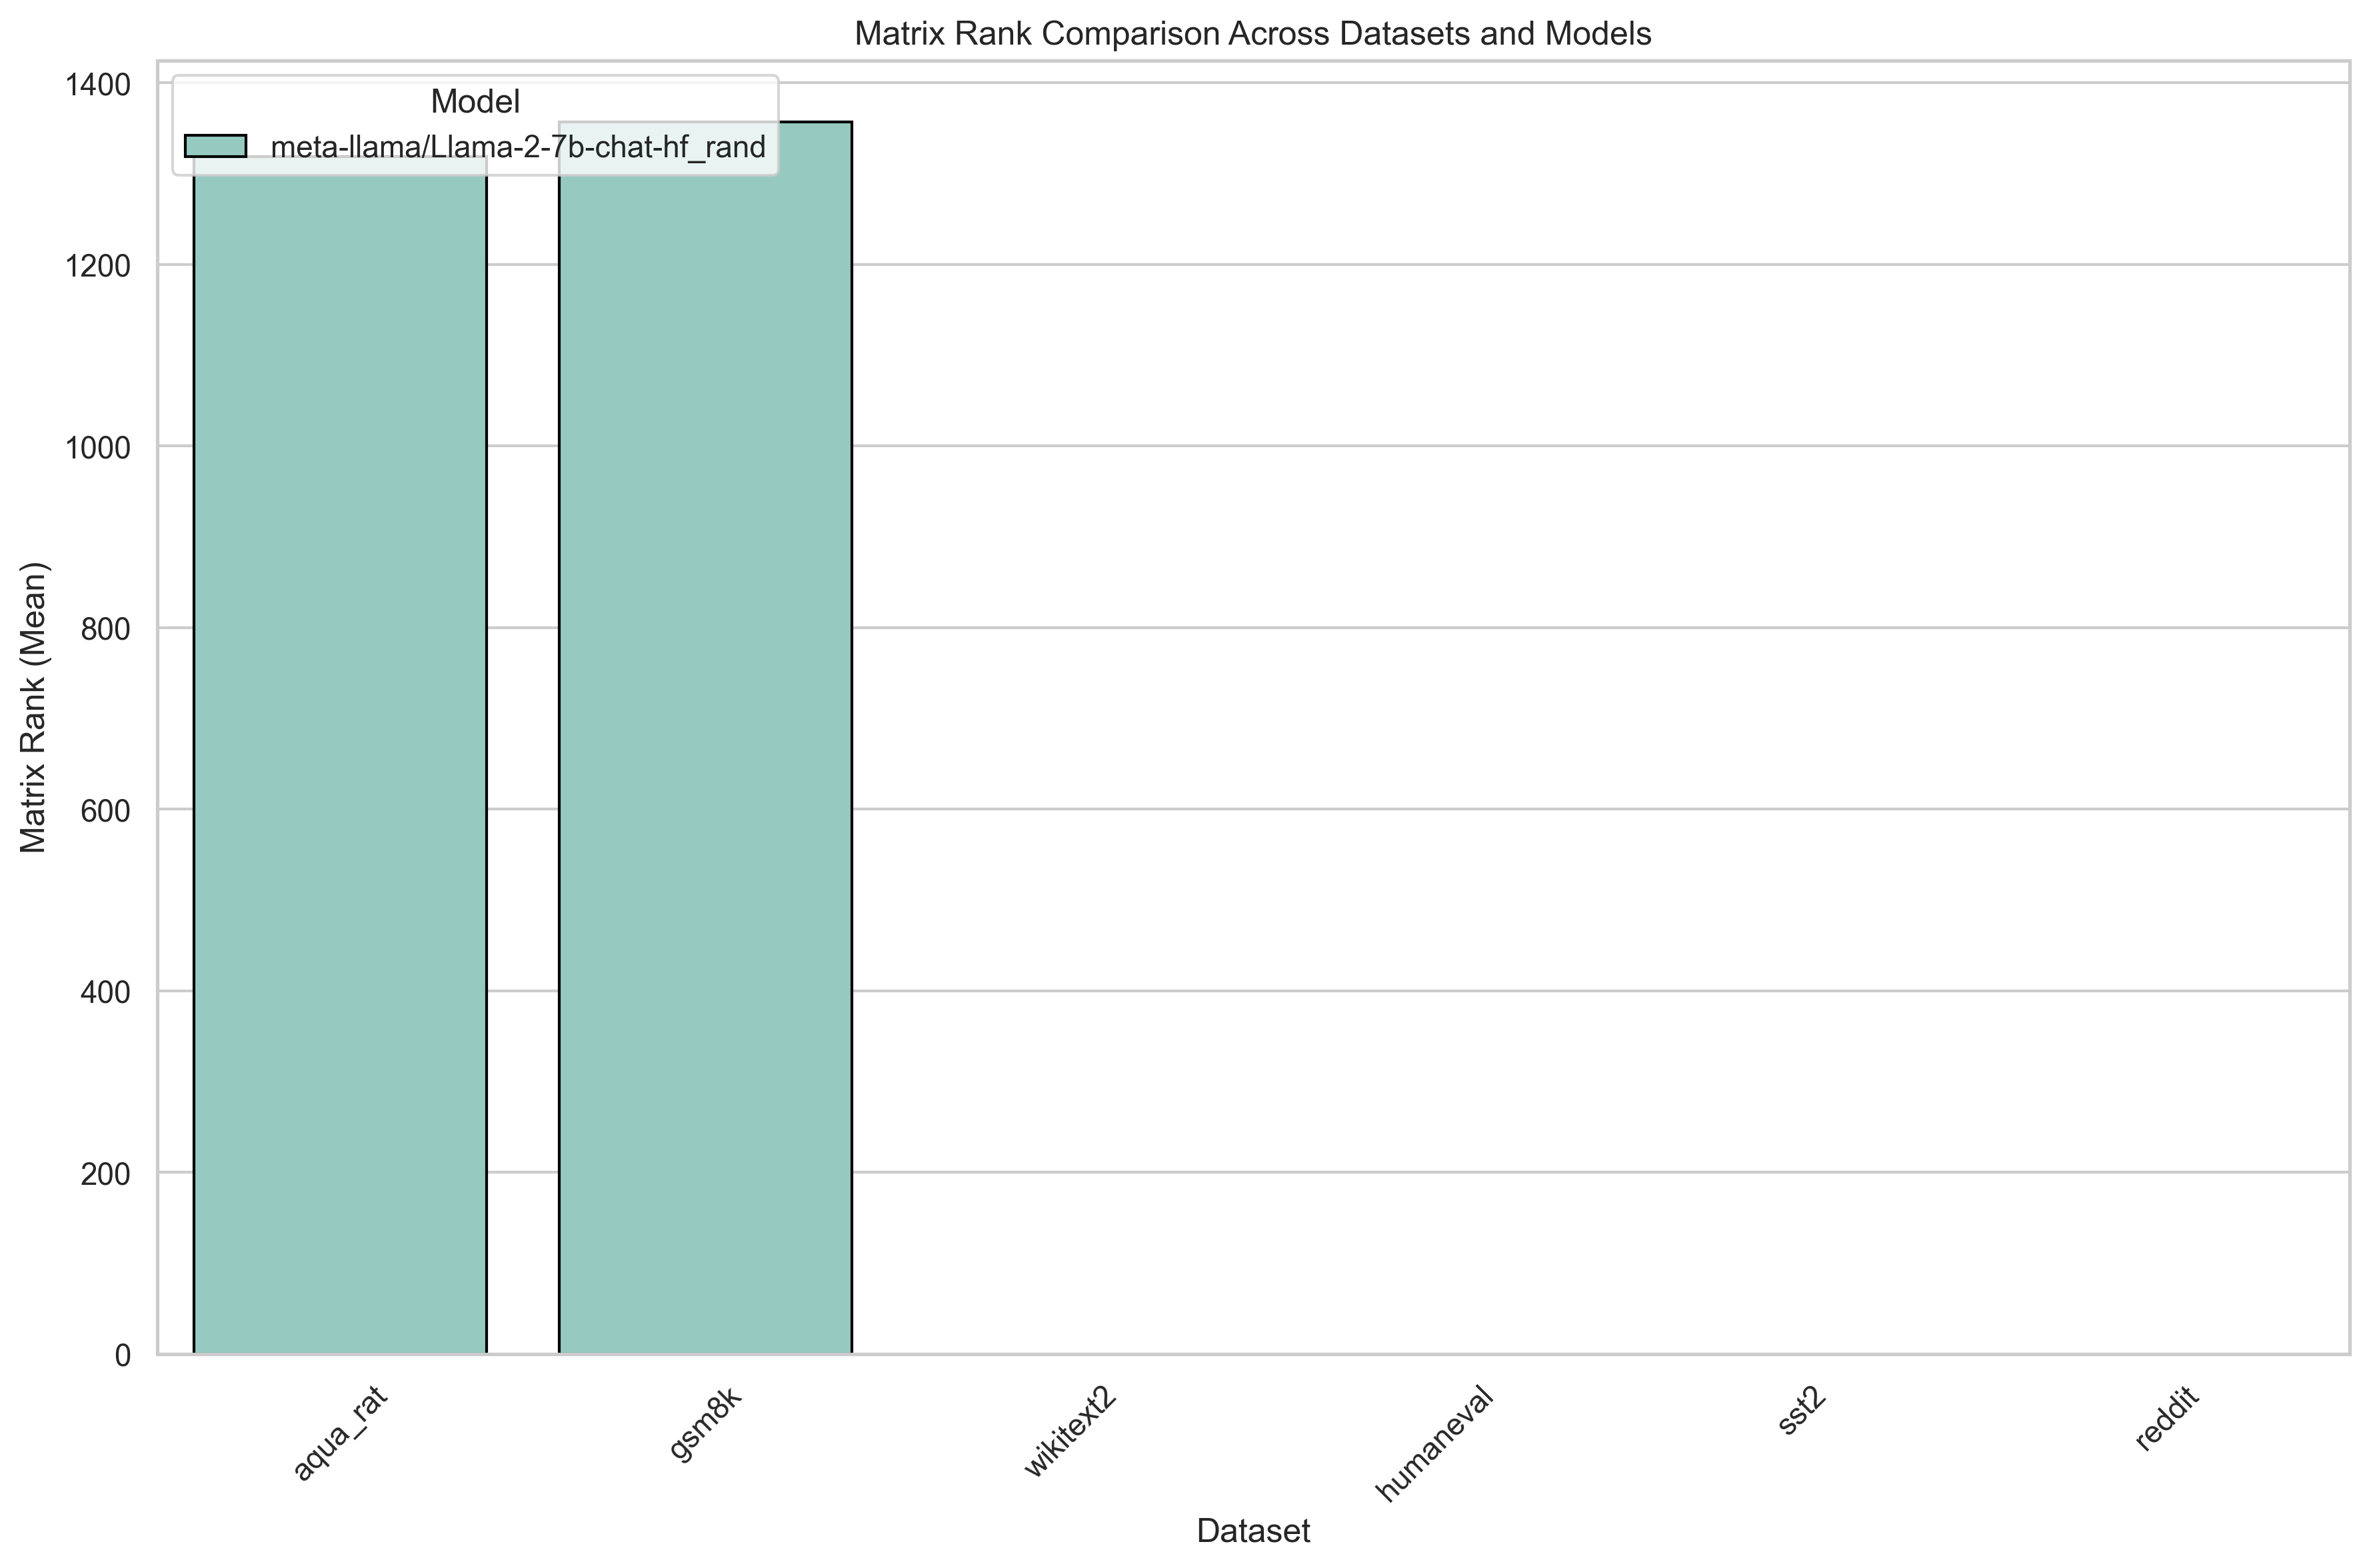 Matrix Rank Comparison Across Datasets and Models
Model
meta-llama/Llama-2-7b-chat-hf_rand
1400
1200
1000
800
600
400
200
0
Matrix Rank (Mean)
aqua_rat
gsm8k
wikitext2
humaneval
sst2
reddit
Dataset